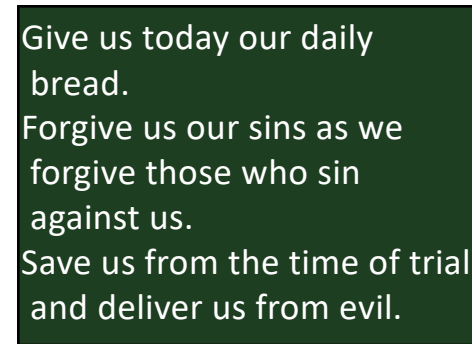 Give us today our daily
bread.
Forgive us our sins as we
forgive those who sin
against us.
Save us from the time of trial
and deliver us from evil.